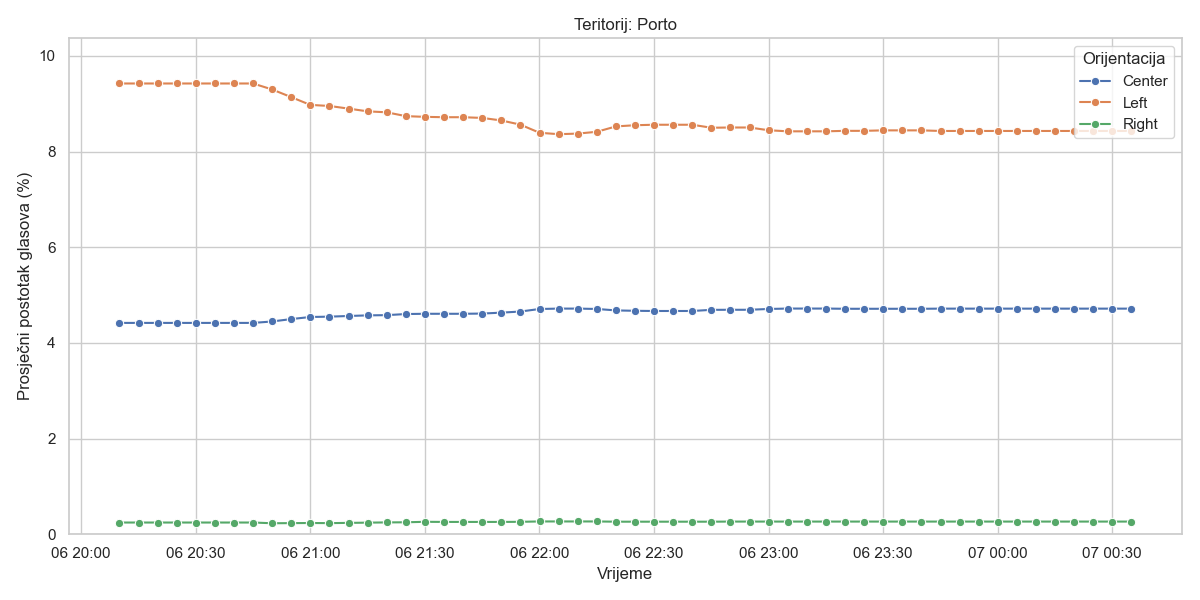 Teritorij: Porto
Orijentacija
Center
Left
Right
Prosječni postotak glasova (%)
10
8
6
4
2
0
06 20:00 06 20:30 06 21:00 06 21:30 06 22:00 06 22:30 06 23:00 06 23:30 07 00:00 07 00:30
Vrijeme